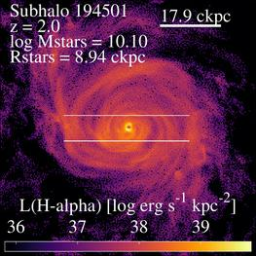 Subhalo 194501
17.9 ckpc
z = 2.0
log Mstars = 10.10
Rstars = 8.94 ckpc
L(H-alpha) [log erg s⁻¹ kpc⁻²]
36 37 38 39